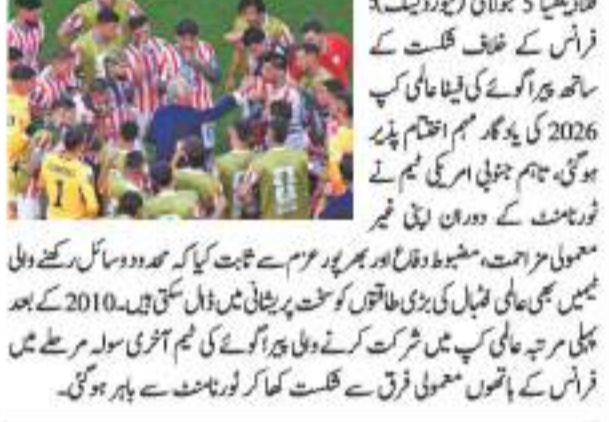 فلاڈیلفیا 5 جولائی (نیوز ڈیسک):
فرانس کے خلاف شکست کے
ساتھ پیراگوئے کی فیفا عالمی کپ
2026 کی یادگار مہم اختتام پذیر
ہوگئی، تاہم جنوبی امریکی ٹیم نے
ٹورنامنٹ کے دوران اپنی غیر
معمولی مزاحمت، مضبوط دفاع اور بھرپور عزم سے ثابت کیا کہ محدود وسائل رکھنے والی
ٹیمیں بھی عالمی فٹبال کی بڑی طاقتوں کو سخت پریشانی میں ڈال سکتی ہیں۔ 2010 کے بعد
پہلی مرتبہ عالمی کپ میں شرکت کرنے والی پیراگوئے کی ٹیم آخری سولہ مرحلے میں
فرانس کے ہاتھوں معمولی فرق سے شکست کھا کر ٹورنامنٹ سے باہر ہوگئی۔
1